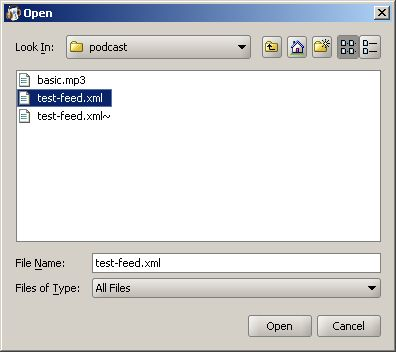 Open
Look In: podcast
basic.mp3
test-feed.xml
test-feed.xml~
File Name: test-feed.xml
Files of Type: All Files
Open Cancel